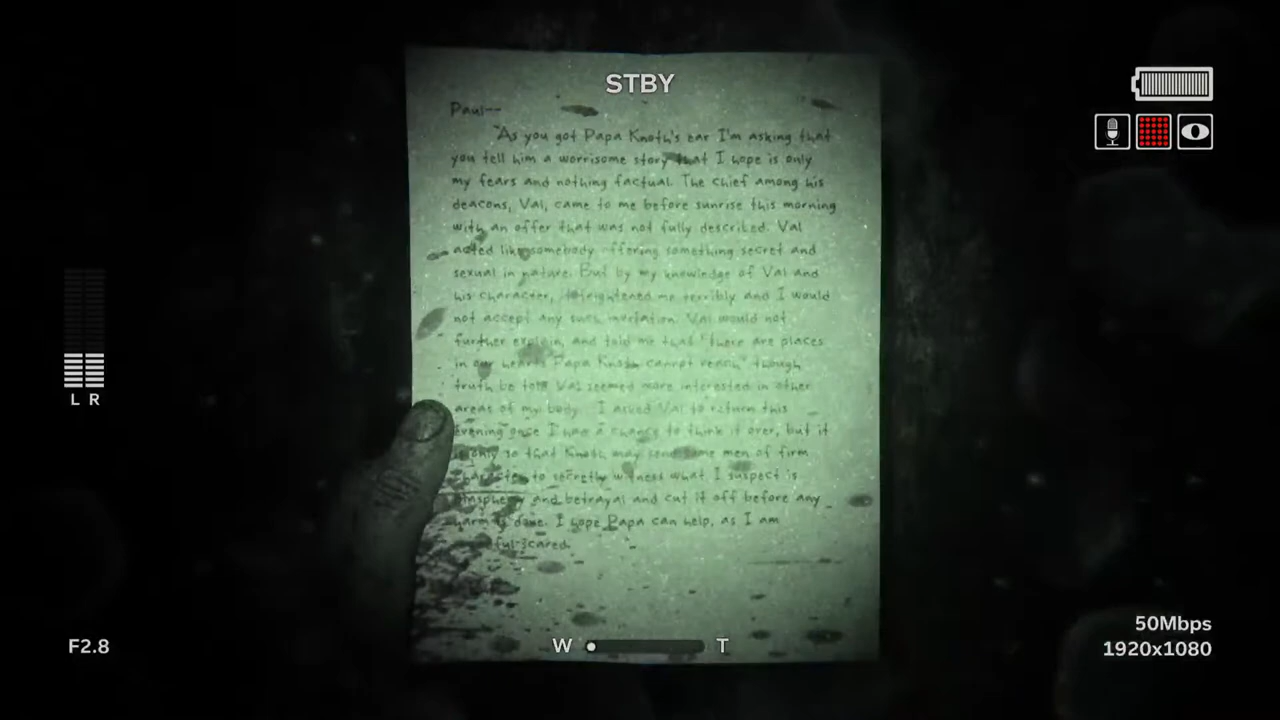 STBY
Paul--
As you got Papa Knoth's ear I'm asking that
you tell him a worrisome story that I hope is only
my fears and nothing factual. The chief among his
deacons, Val, came to me before sunrise this morning
with an offer that was not fully described. Val
acted like somebody offering something secret and
sexual in nature. But by my knowledge of Val and
his character, it frightened me terribly and I would
not accept any such invitation. Val would not
further explain, and told me that "there are places
in our hearts Papa Knoth cannot reach" though
truth be told Val seemed more interested in other
areas of my body. I asked Val to return this
evening once I had a chance to think it over, but it
is only so that Knoth may send some men of firm
character to secretly witness what I suspect is
blasphemy and betrayal and cut it off before any
harm is done. I hope Papa can help, as I am
scared.
L R
F2.8
W T
50Mbps
1920x1080